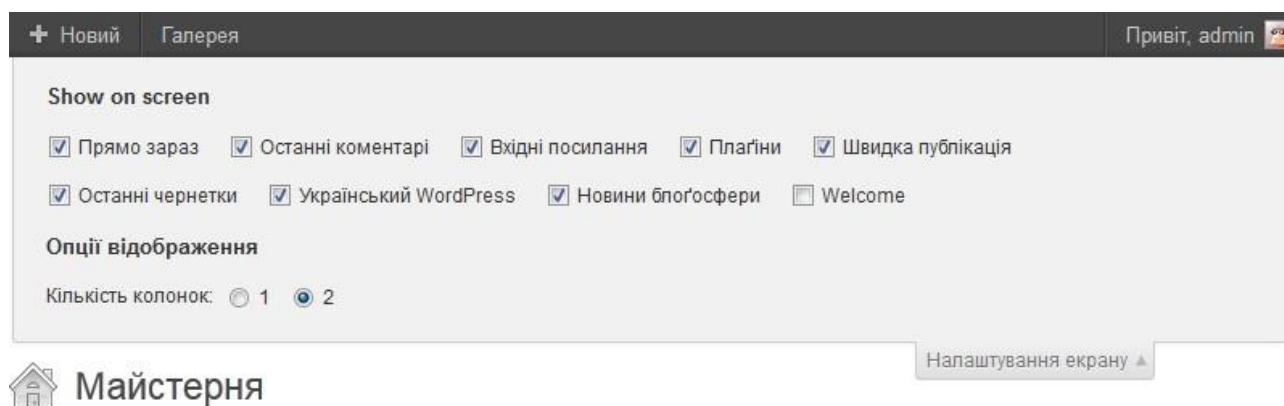 Новий Галерея Привіт, admin
Show on screen
Прямо зараз Останні коментарі Вхідні посилання Плаґіни Швидка публікація
Останні чернетки Український WordPress Новини блоґосфери Welcome
Опції відображення
Кількість колонок: 1 2
Налаштування екрану
Майстерня